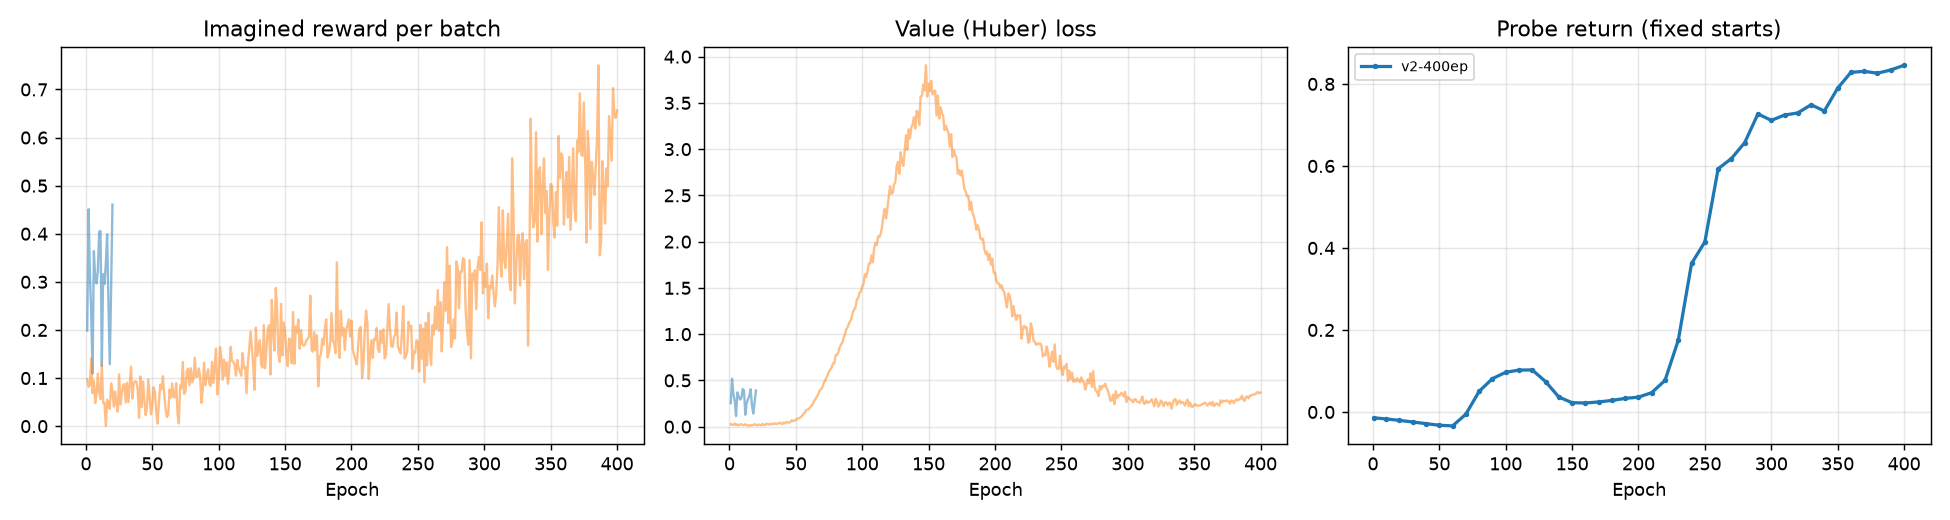 Imagined reward per batch
0.7
0.6
0.5
0.4
0.3
0.2
0.1
0.0
0 50 100 150 200 250 300 350 400
Epoch
Value (Huber) loss
4.0
3.5
3.0
2.5
2.0
1.5
1.0
0.5
0.0
0 50 100 150 200 250 300 350 400
Epoch
Probe return (fixed starts)
v2-400ep
0.8
0.6
0.4
0.2
0.0
0 50 100 150 200 250 300 350 400
Epoch